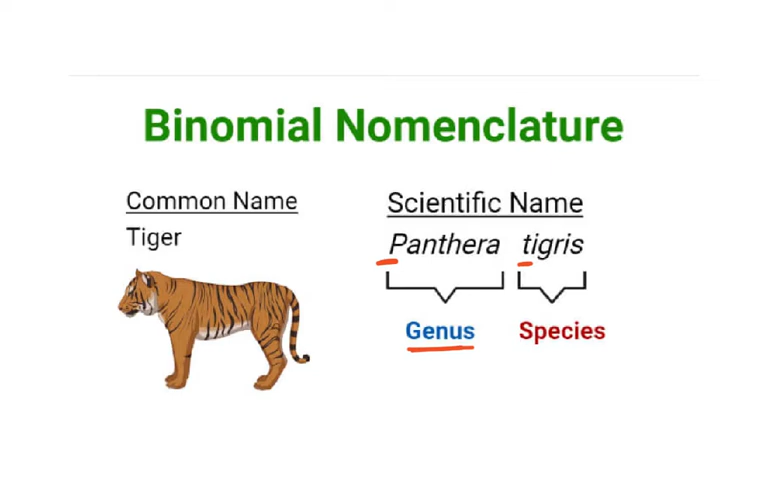 Binomial Nomenclature
Common Name
Tiger
Scientific Name
Panthera tigris
Genus
Species